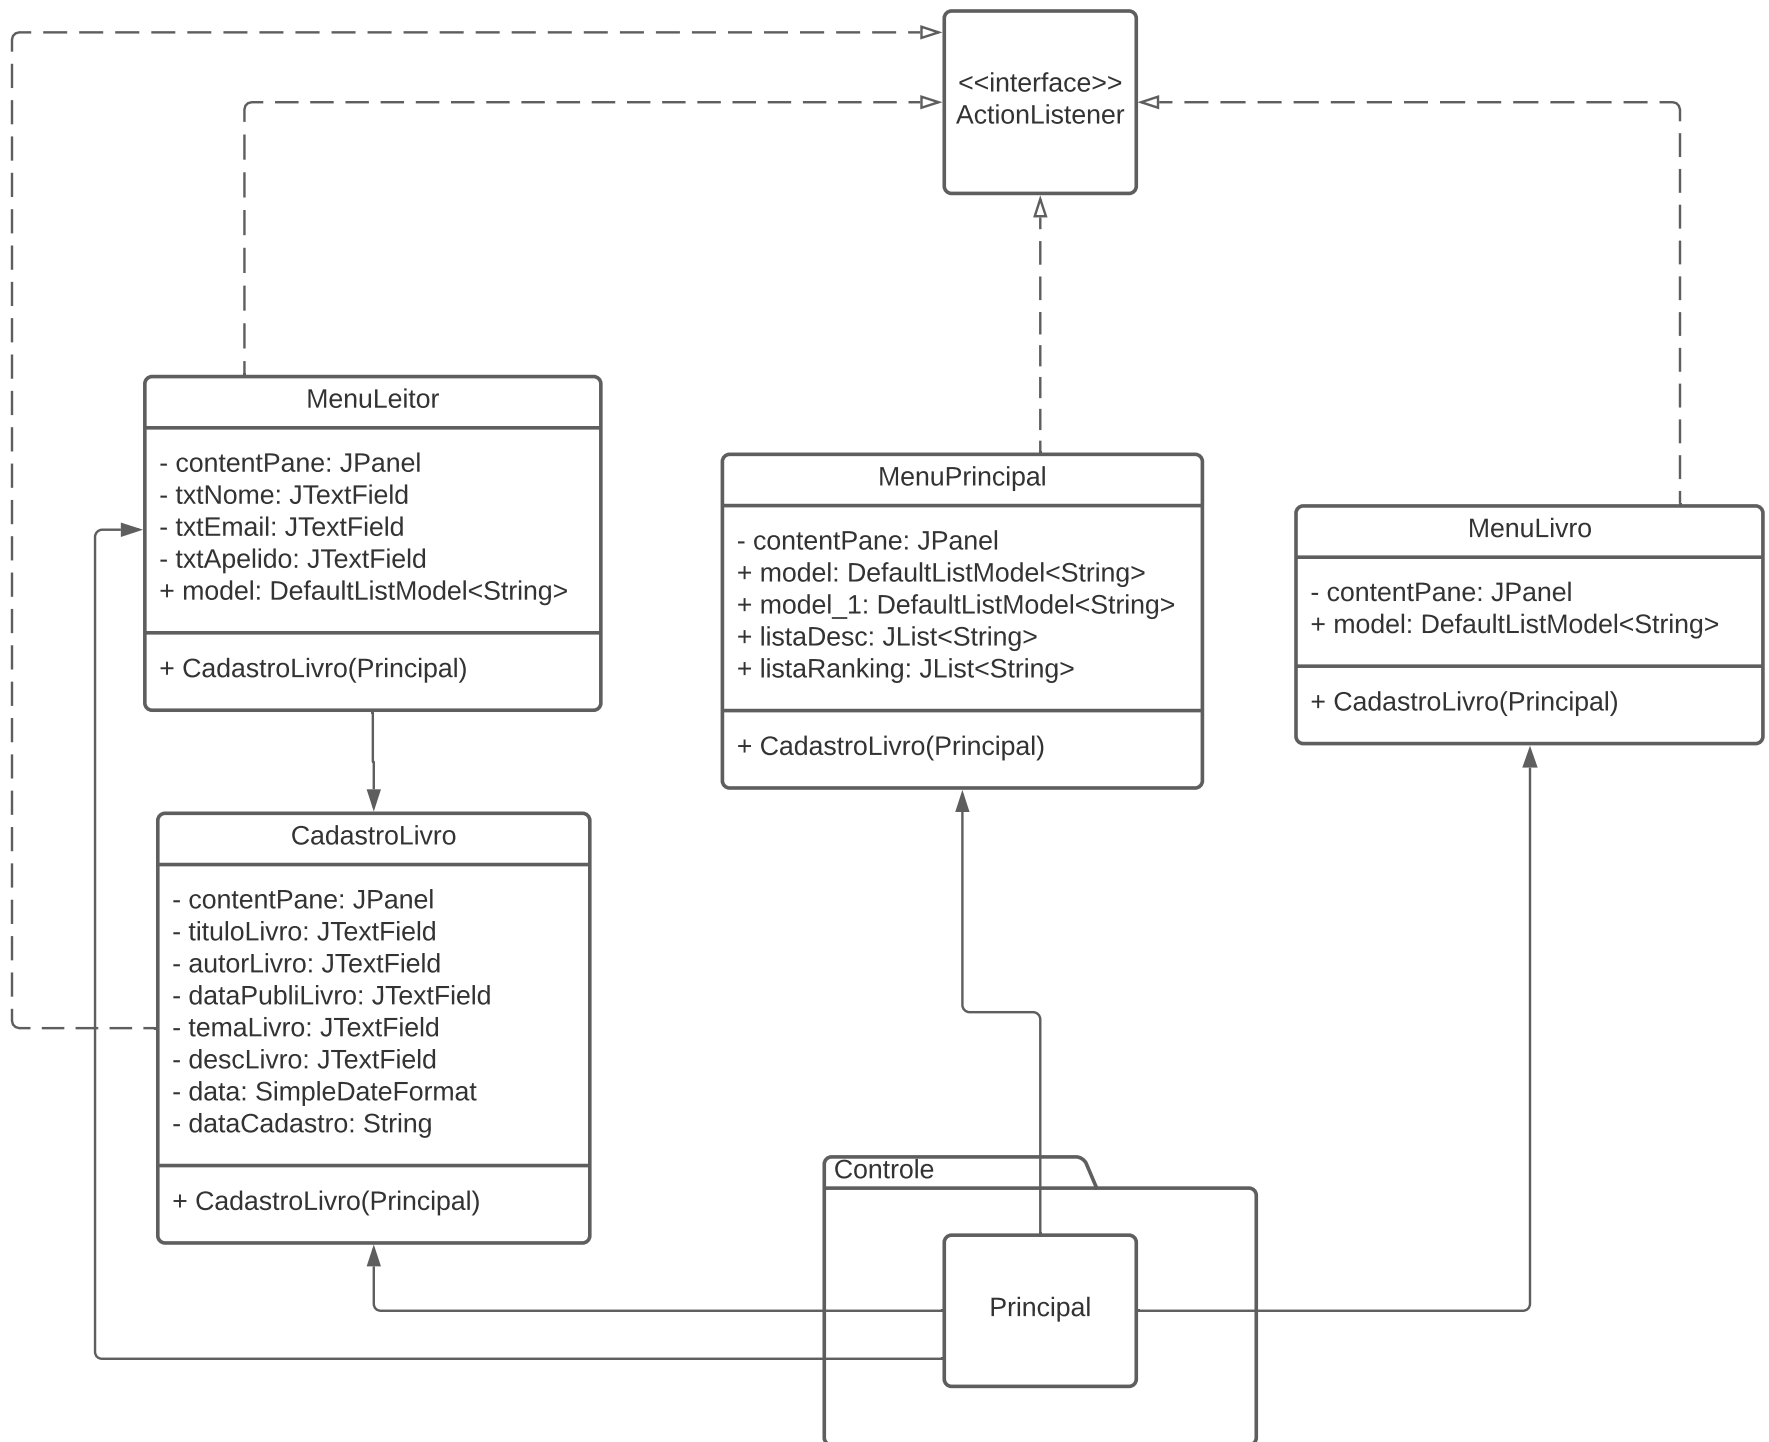 <<interface>>
ActionListener
MenuLeitor
- contentPane: JPanel
- txtNome: JTextField
- txtEmail: JTextField
- txtApelido: JTextField
+ model: DefaultListModel<String>
+ CadastroLivro(Principal)
MenuPrincipal
- contentPane: JPanel
+ model: DefaultListModel<String>
+ model_1: DefaultListModel<String>
+ listaDesc: JList<String>
+ listaRanking: JList<String>
+ CadastroLivro(Principal)
MenuLivro
- contentPane: JPanel
+ model: DefaultListModel<String>
+ CadastroLivro(Principal)
CadastroLivro
- contentPane: JPanel
- tituloLivro: JTextField
- autorLivro: JTextField
- dataPubliLivro: JTextField
- temaLivro: JTextField
- descLivro: JTextField
- data: SimpleDateFormat
- dataCadastro: String
+ CadastroLivro(Principal)
Controle
Principal